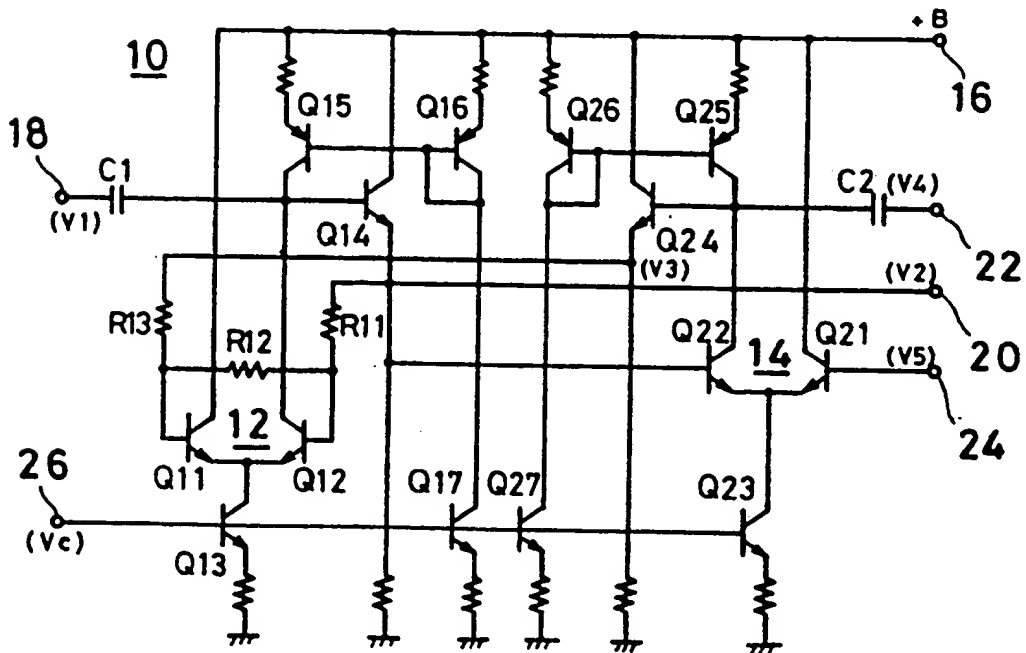 + B
10
16
Q15
Q16
Q26
Q25
18
C1
(V1)
C2
(V4)
Q14
Q24
22
(V3)
(V2)
R13
R11
20
R12
Q22
14
Q21
(V5)
12
24
26
Q11
Q12
Q17
Q27
Q23
(Vc)
Q13